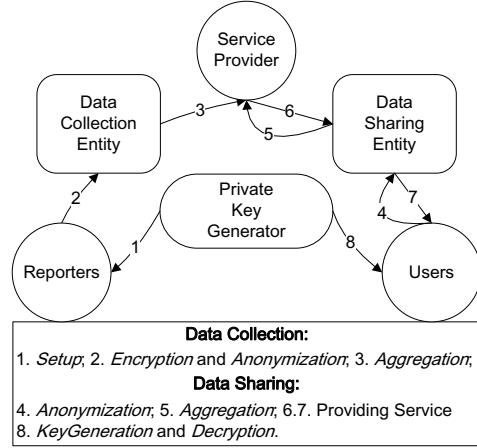 Service
Provider
Data
Collection
Entity
3
6
5
Data
Sharing
Entity
2
Private
Key
Generator
4
7
1
8
Reporters
Users
Data Collection:
1. Setup; 2. Encryption and Anonymization; 3. Aggregation;
Data Sharing:
4. Anonymization; 5. Aggregation; 6.7. Providing Service
8. KeyGeneration and Decryption.